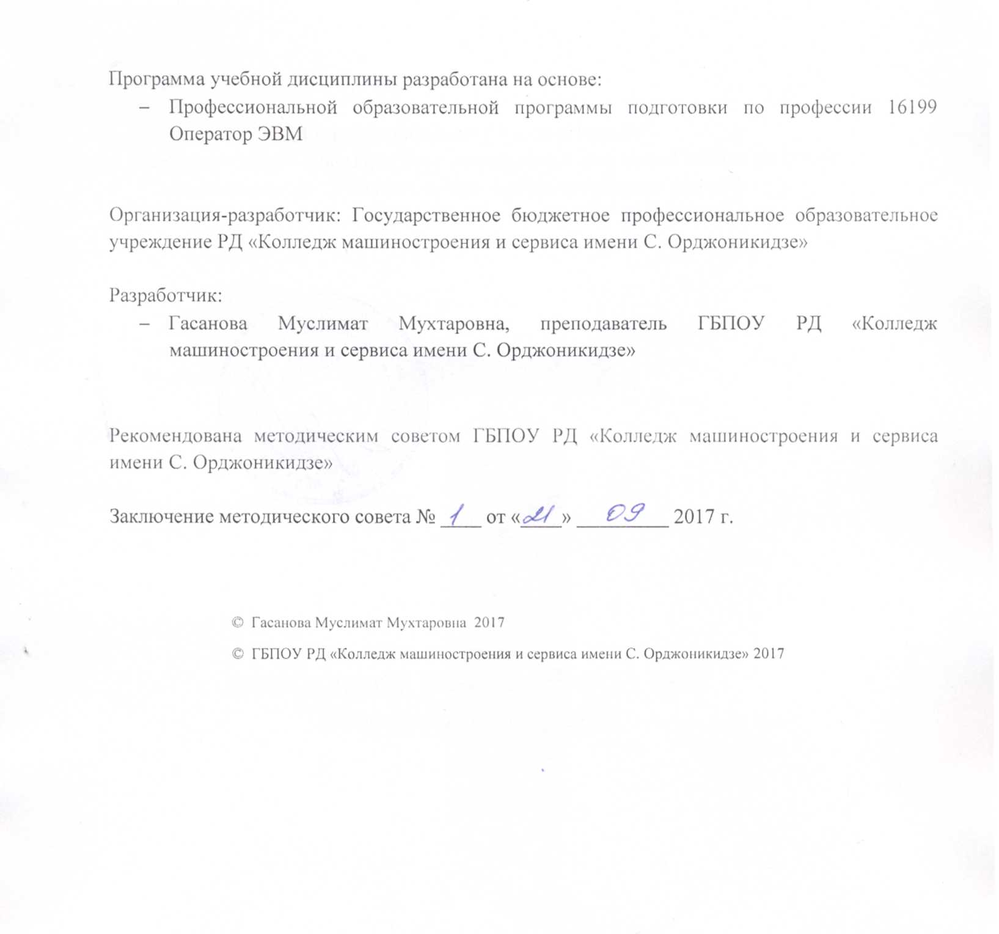 Программа учебной дисциплины разработана на основе:
– Профессиональной образовательной программы подготовки по профессии 16199
Оператор ЭВМ
Организация-разработчик: Государственное бюджетное профессиональное образовательное
учреждение РД «Колледж машиностроения и сервиса имени С. Орджоникидзе»
Разработчик:
– Гасанова Муслимат Мухтаровна, преподаватель ГБПОУ РД «Колледж
машиностроения и сервиса имени С. Орджоникидзе»
Рекомендована методическим советом ГБПОУ РД «Колледж машиностроения и сервиса
имени С. Орджоникидзе»
Заключение методического совета № 1 от «21» 09 2017 г.
© Гасанова Муслимат Мухтаровна 2017
© ГБПОУ РД «Колледж машиностроения и сервиса имени С. Орджоникидзе» 2017